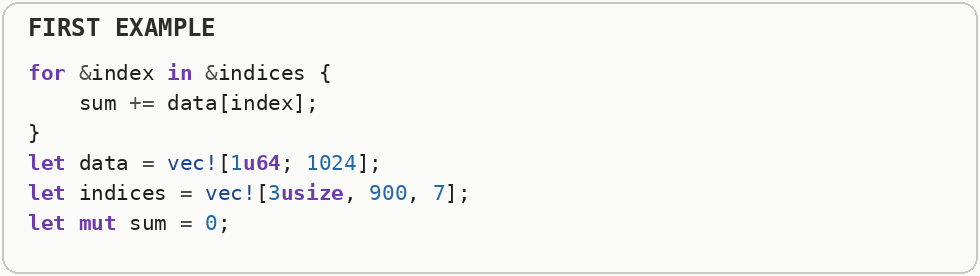 FIRST EXAMPLE
for &index in &indices {
    sum += data[index];
}
let data = vec![1u64; 1024];
let indices = vec![3usize, 900, 7];
let mut sum = 0;